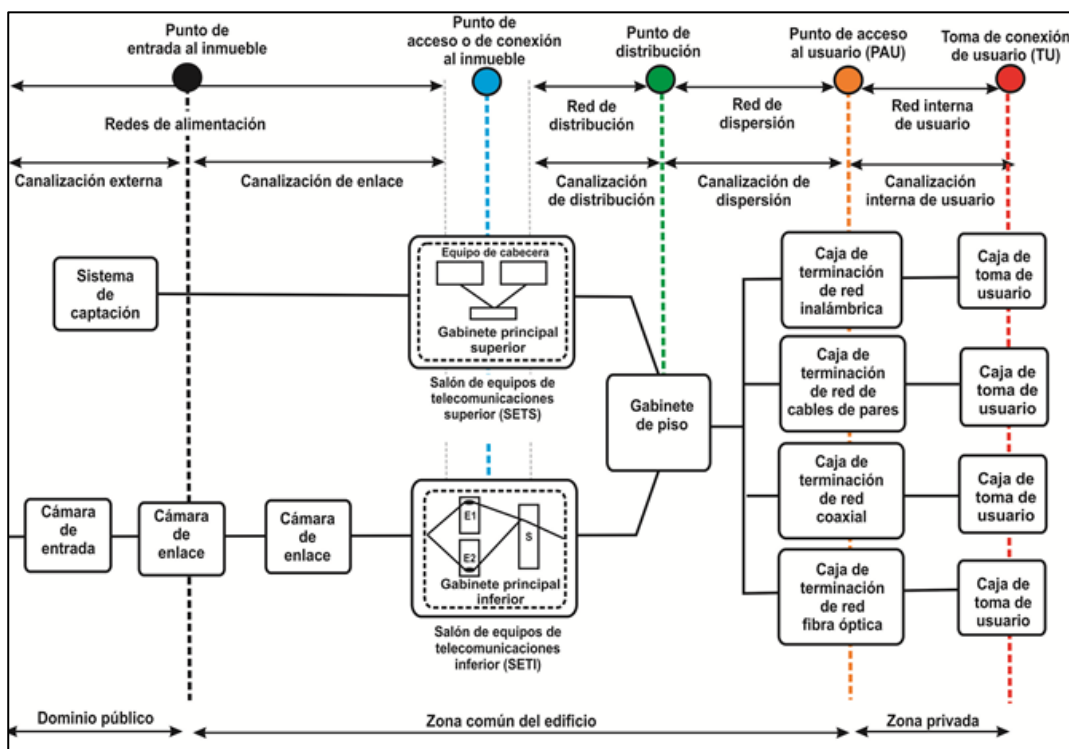 Punto de
entrada al inmueble
Punto de
acceso o de conexión
al inmueble
Punto de
distribución
Punto de acceso
al usuario (PAU)
Toma de conexión
de usuario (TU)
Redes de alimentación
Red de
distribución
Red de
dispersión
Red interna
de usuario
Canalización externa
Canalización de enlace
Canalización
de distribución
Canalización de
dispersión
Canalización
interna de usuario
Sistema
de
captación
Equipo de cabecera
Gabinete principal
superior
Salón de equipos de
telecomunicaciones
superior (SETS)
Gabinete
de piso
Caja de
terminación
de red
inalámbrica
Caja de
toma de
usuario
Caja de
terminación
de red de
cables de pares
Caja de
toma de
usuario
Caja de
terminación
de red
coaxial
Caja de
toma de
usuario
Caja de
terminación
de red
fibra óptica
Caja de
toma de
usuario
Cámara
de
entrada
Cámara
de
enlace
Cámara
de
enlace
E1
E2
S
Gabinete principal
inferior
Salón de equipos de
telecomunicaciones
inferior (SETI)
Dominio público
Zona común del edificio
Zona privada